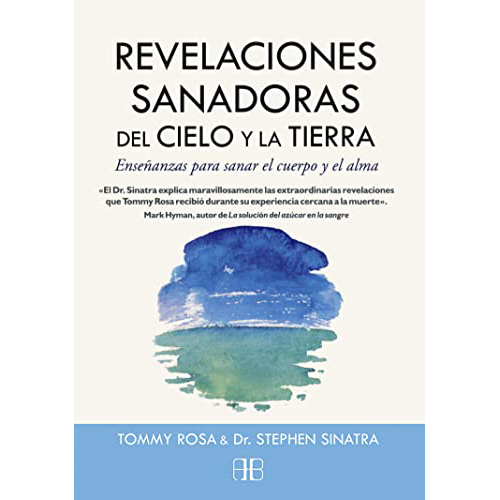 REVELACIONES
SANADORAS
DEL CIELO Y LA TIERRA
Enseñanzas para sanar el cuerpo y el alma
«El Dr. Sinatra explica maravillosamente las extraordinarias revelaciones
que Tommy Rosa recibió durante su experiencia cercana a la muerte».
Mark Hyman, autor de La solución del azúcar en la sangre
TOMMY ROSA & Dr. STEPHEN SINATRA